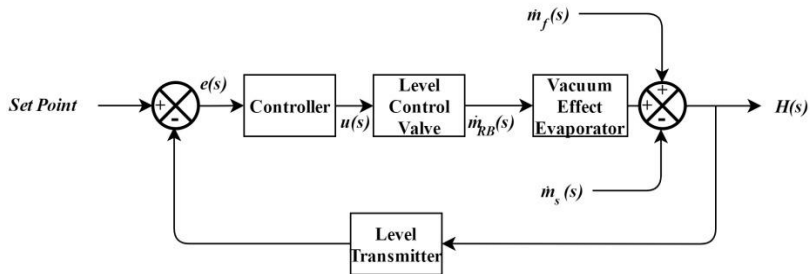 ṁf(s)
Set Point
+
-
e(s)
Controller
u(s)
Level
Control
Valve
ṁRB(s)
Vacuum
Effect
Evaporator
+
+
-
H(s)
ṁs(s)
Level
Transmitter